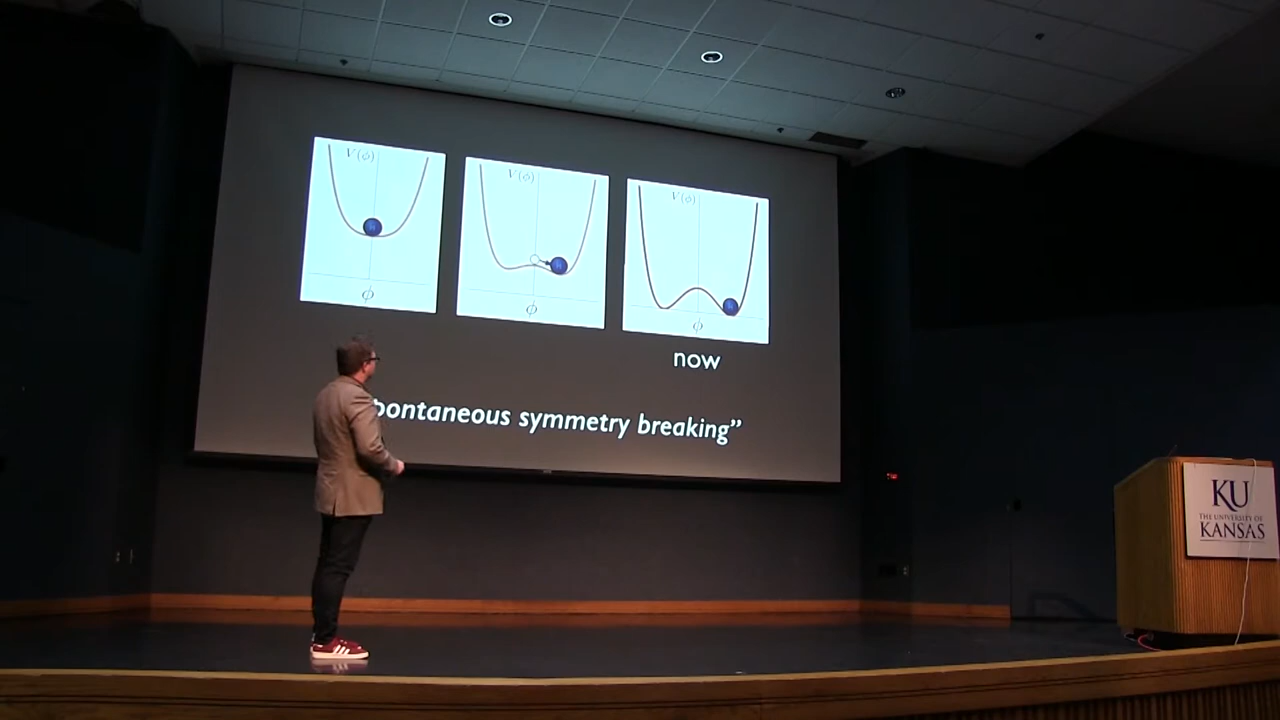 V(ϕ)
V(ϕ)
V(ϕ)
ϕ
ϕ
ϕ
now
pontaneous symmetry breaking”
KU
THE UNIVERSITY OF
KANSAS